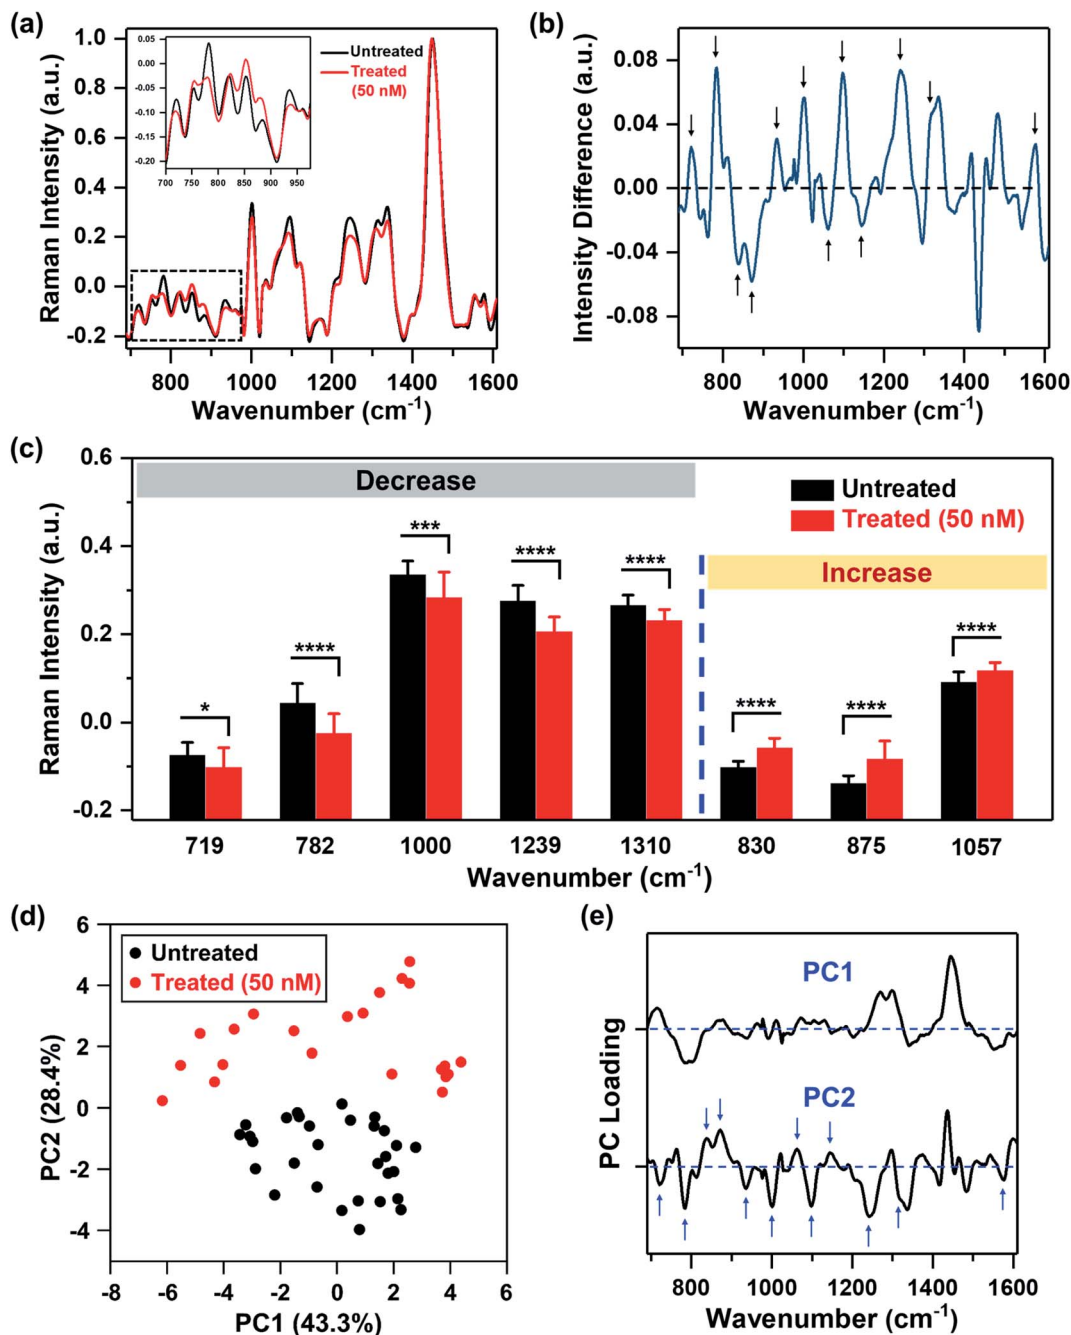 (a)
Raman Intensity (a.u.)
1.0
0.8
0.6
0.4
0.2
0.0
-0.2
0.05
0.00
-0.05
-0.10
-0.15
-0.20
700 750 800 850 900 950
Untreated
Treated
(50 nM)
800 1000 1200 1400 1600
Wavenumber (cm⁻¹)
(b)
Intensity Difference (a.u.)
0.08
0.04
0.00
-0.04
-0.08
800 1000 1200 1400 1600
Wavenumber (cm⁻¹)
(c)
Raman Intensity (a.u.)
0.6
0.4
0.2
0.0
-0.2
Decrease
Untreated
Treated (50 nM)
Increase
* **** *** **** **** **** **** ****
719 782 1000 1239 1310 830 875 1057
Wavenumber (cm⁻¹)
(d)
PC2 (28.4%)
6
4
2
0
-2
-4
Untreated
Treated (50 nM)
-8 -6 -4 -2 0 2 4 6
PC1 (43.3%)
(e)
PC Loading
PC1
PC2
800 1000 1200 1400 1600
Wavenumber (cm⁻¹)